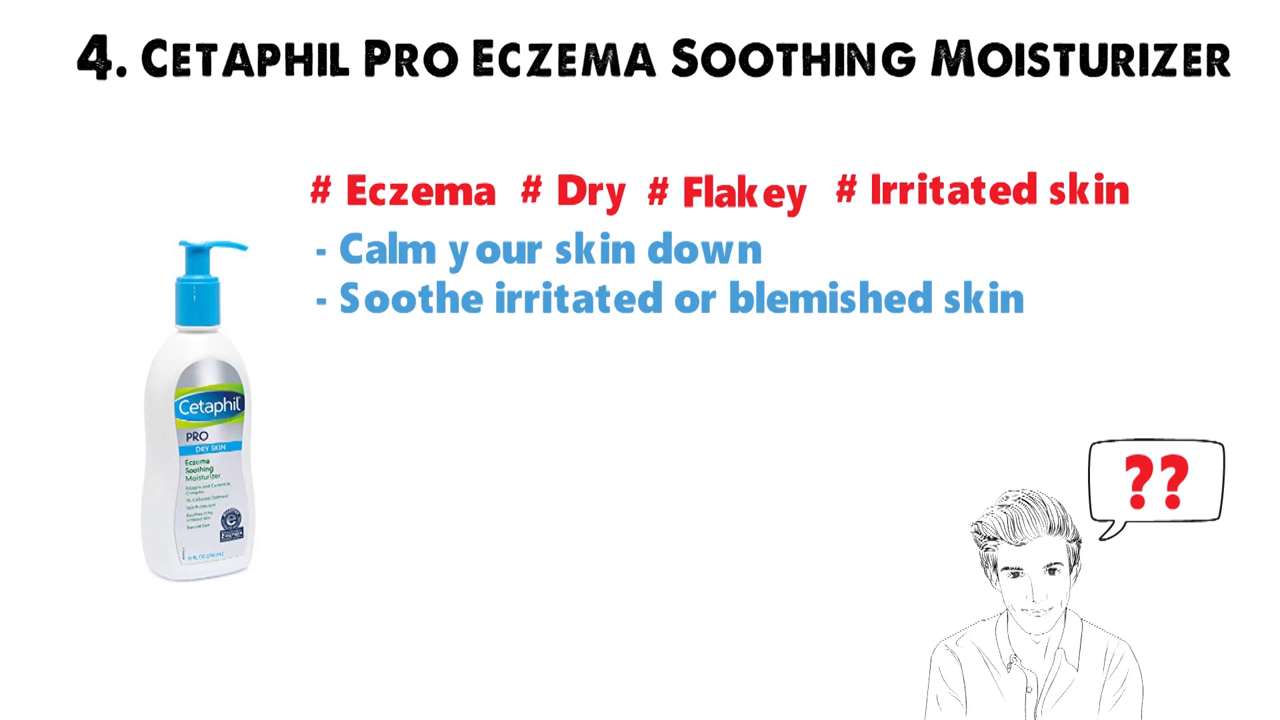 4. CETAPHIL PRO ECZEMA SOOTHING MOISTURIZER
# Eczema # Dry # Flakey # Irritated skin
- Calm your skin down
- Soothe irritated or blemished skin
Cetaphil
PRO
DRY SKIN
Eczema
Soothing
Moisturizer
??